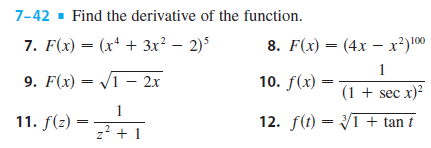 7–42 ■ Find the derivative of the function.
7. F(x) = (x⁴ + 3x² − 2)⁵ 8. F(x) = (4x − x²)¹⁰⁰
9. F(x) = √(1 − 2x) 10. f(x) = 1/(1 + sec x)²
11. f(z) = 1/(z² + 1) 12. f(t) = ∛(1 + tan t)